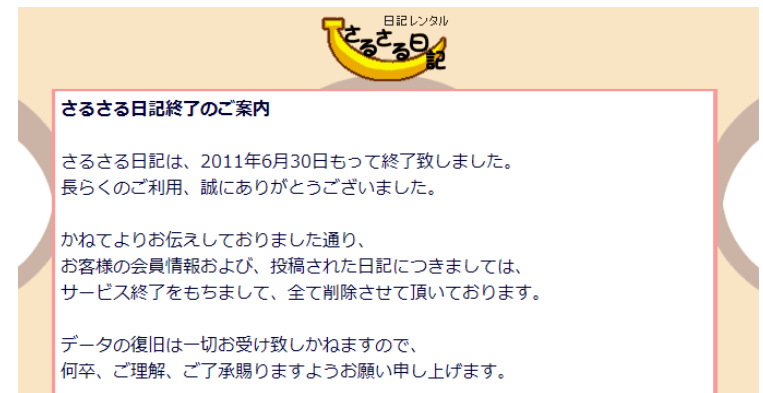 日記レンタル
さるさる日記
さるさる日記終了のご案内
さるさる日記は、2011年6月30日もって終了致しました。
長らくのご利用、誠にありがとうございました。
かねてよりお伝えしておりました通り、
お客様の会員情報および、投稿された日記につきましては、
サービス終了をもちまして、全て削除させて頂いております。
データの復旧は一切お受け致しかねますので、
何卒、ご理解、ご了承賜りますようお願い申し上げます。